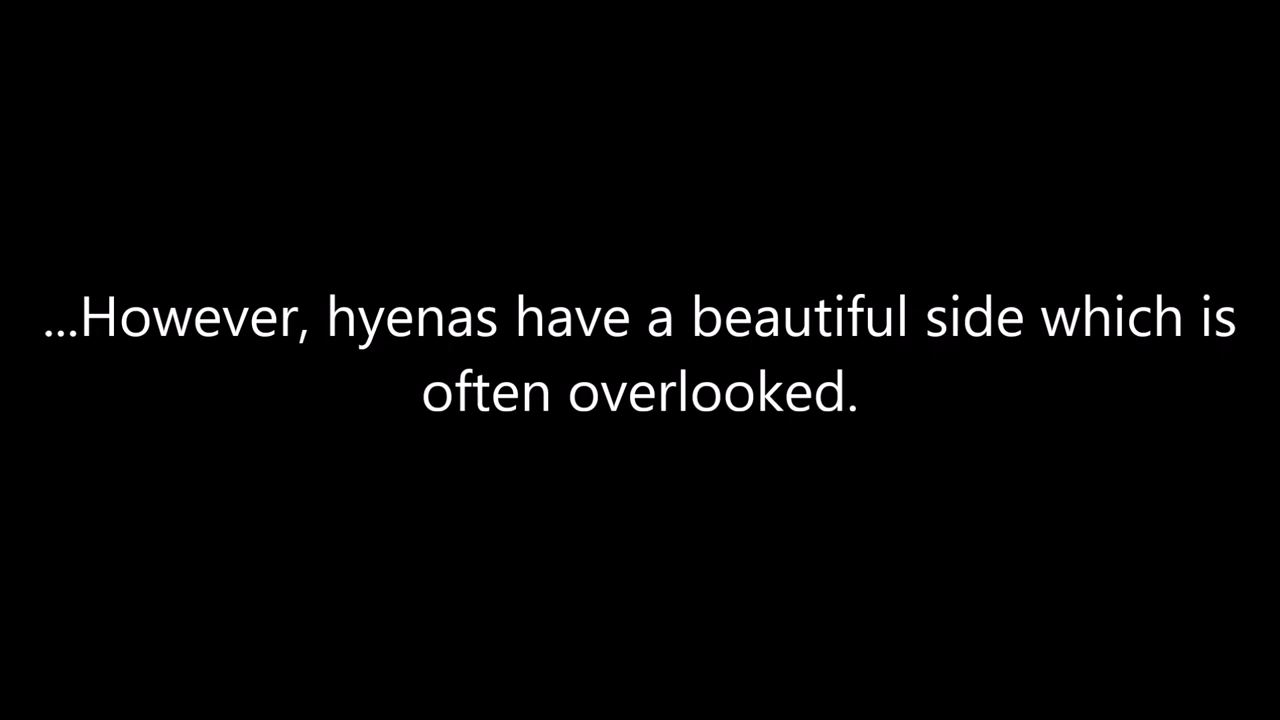 ...However, hyenas have a beautiful side which is
often overlooked.